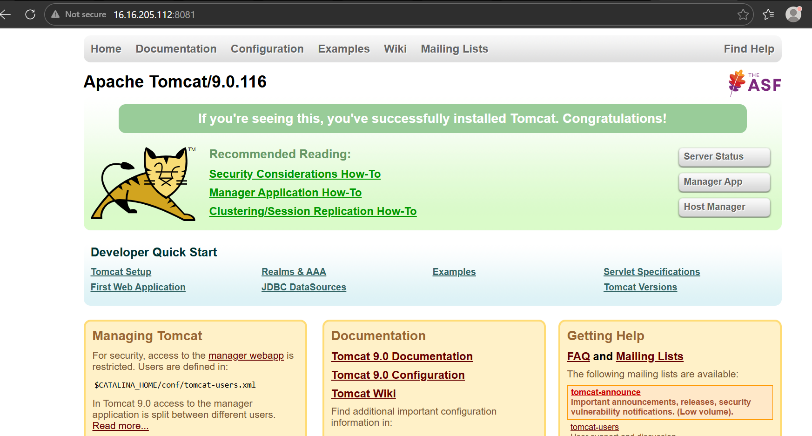 Not secure 16.16.205.112:8081
Home Documentation Configuration Examples Wiki Mailing Lists Find Help
Apache Tomcat/9.0.116
THE
ASF
If you're seeing this, you've successfully installed Tomcat. Congratulations!
TM
Recommended Reading:
Security Considerations How-To
Manager Application How-To
Clustering/Session Replication How-To
Server Status
Manager App
Host Manager
Developer Quick Start
Tomcat Setup
First Web Application
Realms & AAA
JDBC DataSources
Examples
Servlet Specifications
Tomcat Versions
Managing Tomcat
For security, access to the manager webapp is
restricted. Users are defined in:
$CATALINA_HOME/conf/tomcat-users.xml
In Tomcat 9.0 access to the manager
application is split between different users.
Read more...
Documentation
Tomcat 9.0 Documentation
Tomcat 9.0 Configuration
Tomcat Wiki
Find additional important configuration
information in:
Getting Help
FAQ and Mailing Lists
The following mailing lists are available:
tomcat-announce
Important announcements, releases, security
vulnerability notifications. (Low volume).
tomcat-users
User support and discussion